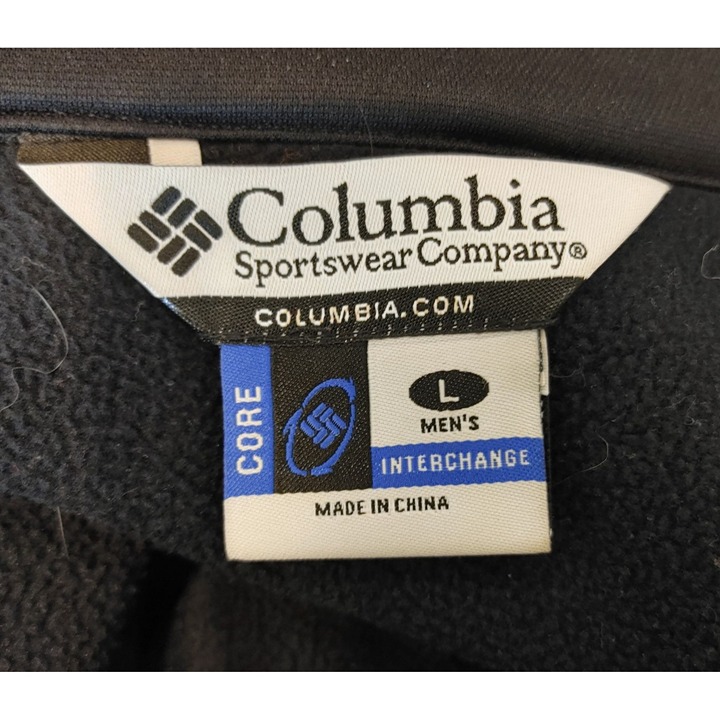 Columbia
Sportswear Company®
COLUMBIA.COM
CORE
L
MEN'S
INTERCHANGE
MADE IN CHINA